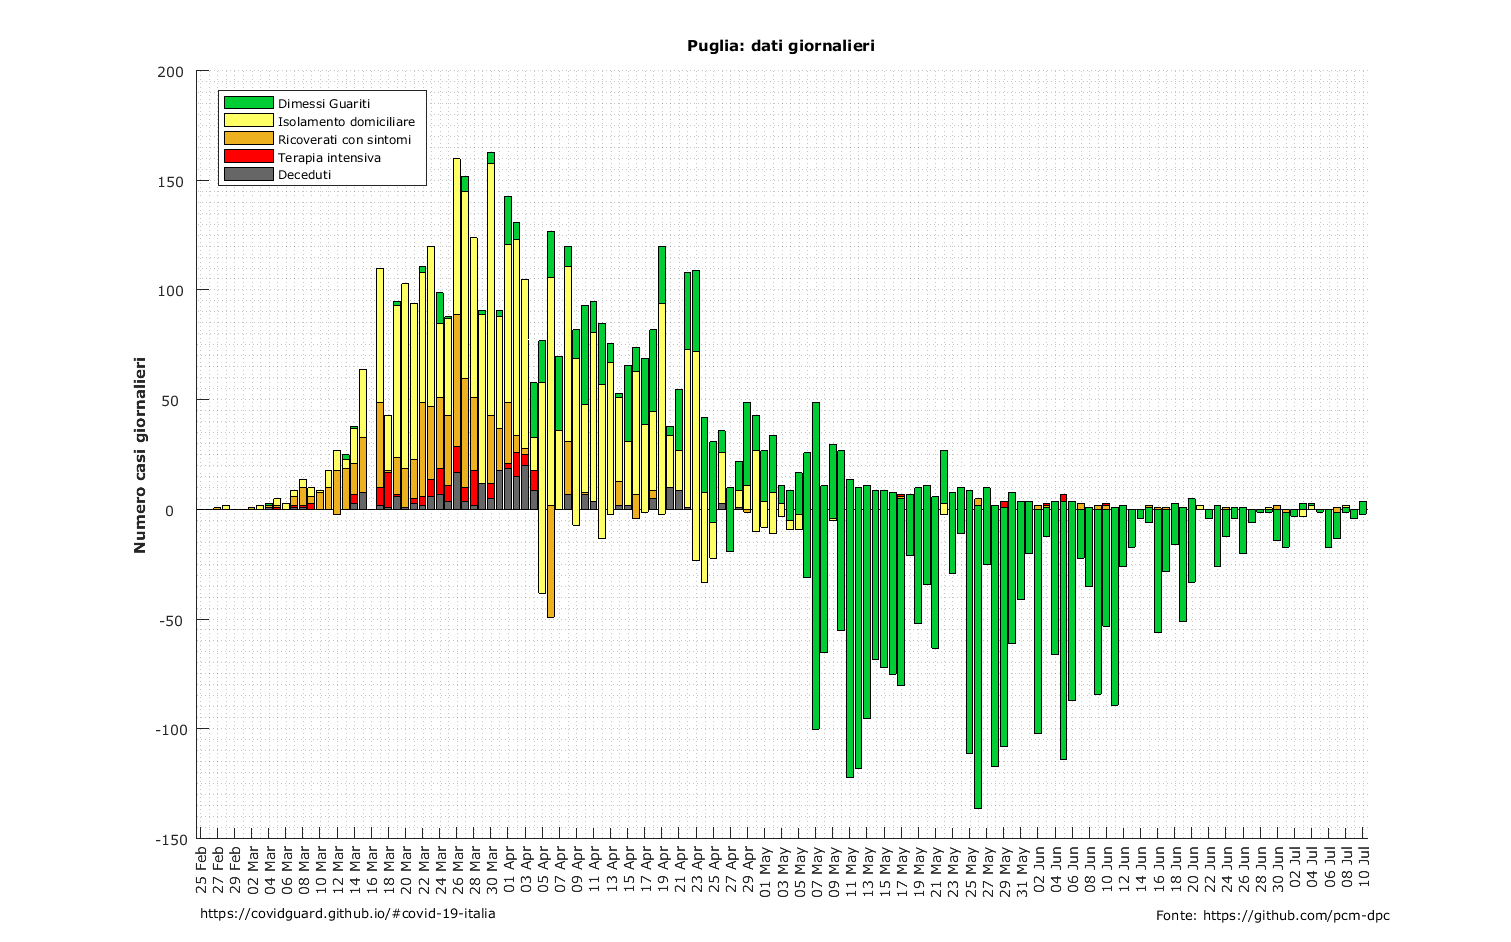 Puglia: dati giornalieri
200
150
100
50
0
-50
-100
-150
Numero casi giornalieri
Dimessi Guariti
Isolamento domiciliare
Ricoverati con sintomi
Terapia intensiva
Deceduti
25 Feb
27 Feb
29 Feb
02 Mar
04 Mar
06 Mar
08 Mar
10 Mar
12 Mar
14 Mar
16 Mar
18 Mar
20 Mar
22 Mar
24 Mar
26 Mar
28 Mar
30 Mar
01 Apr
03 Apr
05 Apr
07 Apr
09 Apr
11 Apr
13 Apr
15 Apr
17 Apr
19 Apr
21 Apr
23 Apr
25 Apr
27 Apr
29 Apr
01 May
03 May
05 May
07 May
09 May
11 May
13 May
15 May
17 May
19 May
21 May
23 May
25 May
27 May
29 May
31 May
02 Jun
04 Jun
06 Jun
08 Jun
10 Jun
12 Jun
14 Jun
16 Jun
18 Jun
20 Jun
22 Jun
24 Jun
26 Jun
28 Jun
30 Jun
02 Jul
04 Jul
06 Jul
08 Jul
10 Jul
https://covidguard.github.io/#covid-19-italia
Fonte: https://github.com/pcm-dpc